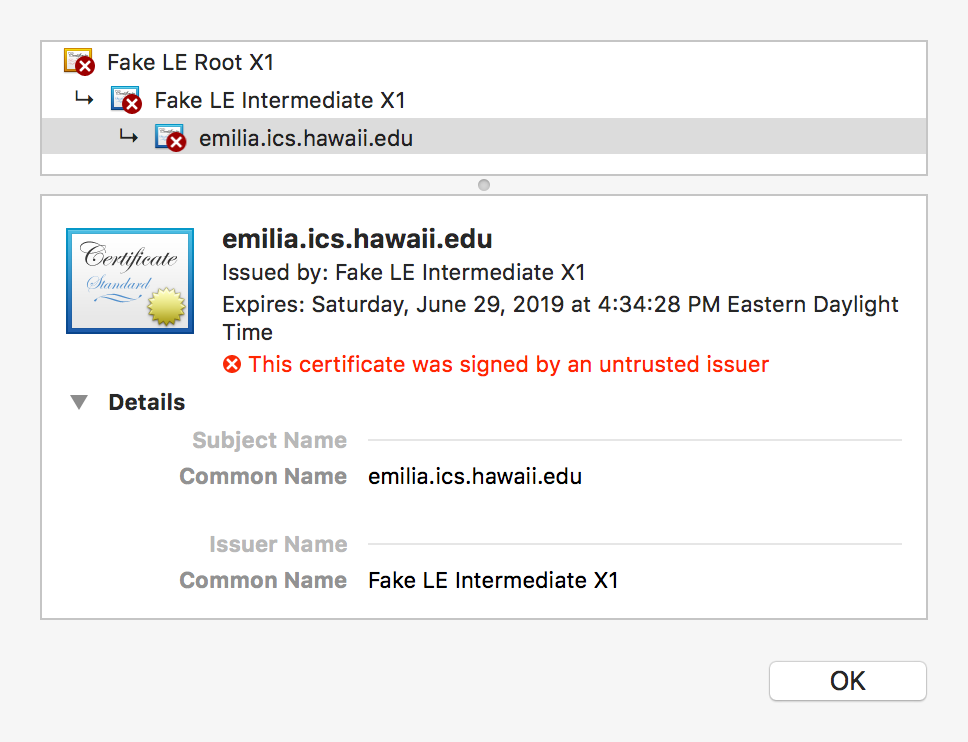 Fake LE Root X1
Fake LE Intermediate X1
emilia.ics.hawaii.edu
Certificate
Standard
emilia.ics.hawaii.edu
Issued by: Fake LE Intermediate X1
Expires: Saturday, June 29, 2019 at 4:34:28 PM Eastern Daylight
Time
This certificate was signed by an untrusted issuer
Details
Subject Name
Common Name emilia.ics.hawaii.edu
Issuer Name
Common Name Fake LE Intermediate X1
OK